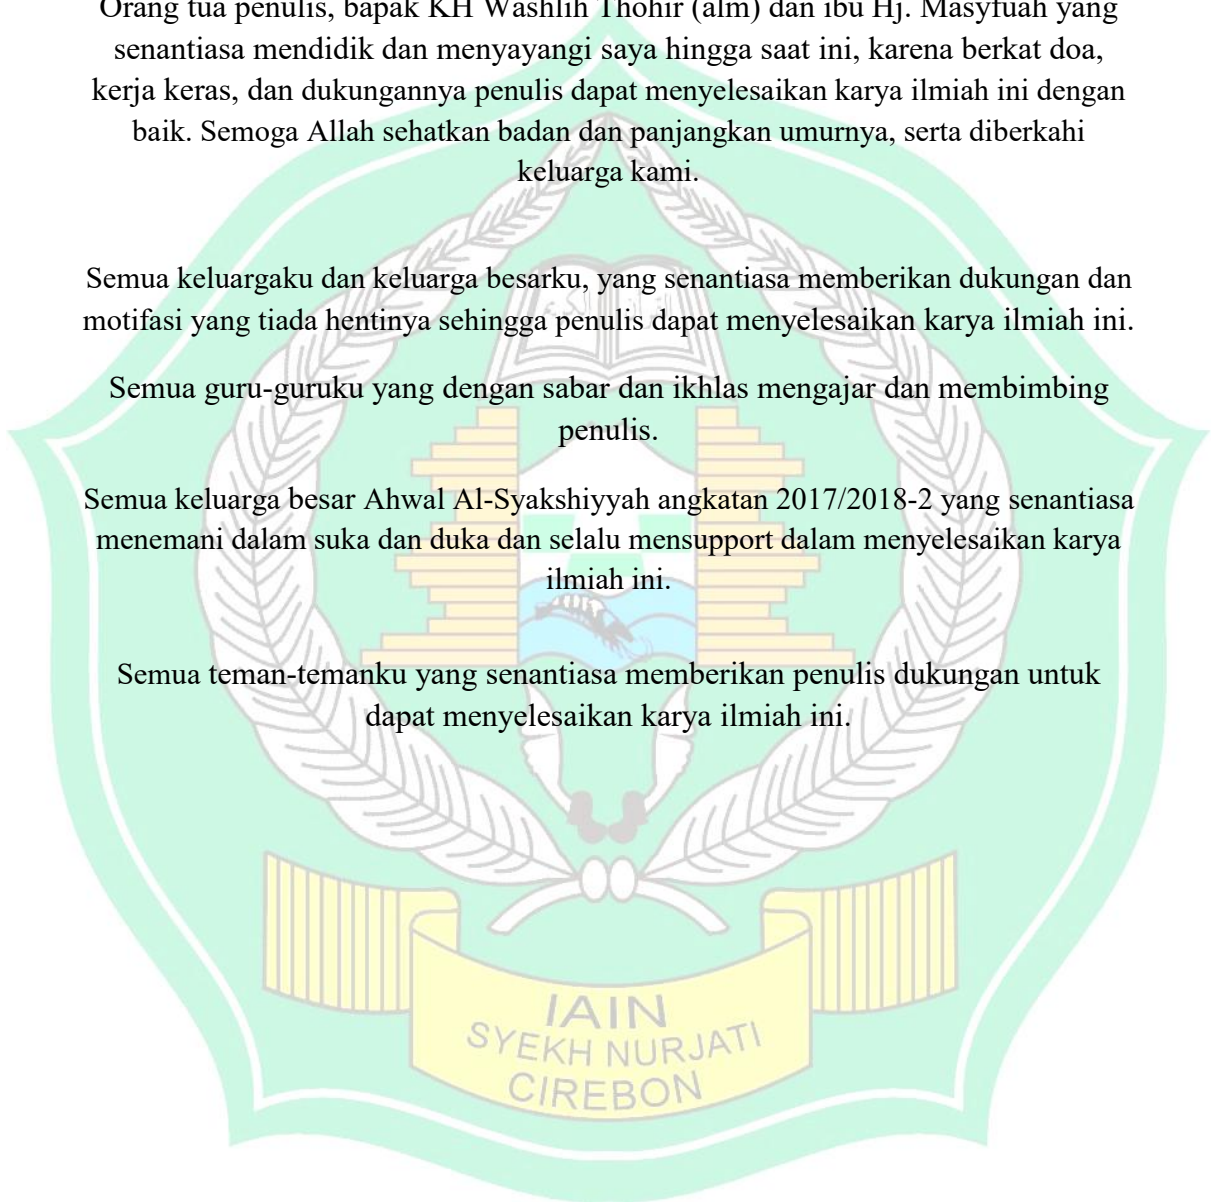 Orang tua penulis, bapak KH Washlih Thohir (alm) dan ibu Hj. Masyfuah yang
senantiasa mendidik dan menyayangi saya hingga saat ini, karena berkat doa,
kerja keras, dan dukungannya penulis dapat menyelesaikan karya ilmiah ini dengan
baik. Semoga Allah sehatkan badan dan panjangkan umurnya, serta diberkahi
keluarga kami.
Semua keluargaku dan keluarga besarku, yang senantiasa memberikan dukungan dan
motifasi yang tiada hentinya sehingga penulis dapat menyelesaikan karya ilmiah ini.
Semua guru-guruku yang dengan sabar dan ikhlas mengajar dan membimbing
penulis.
Semua keluarga besar Ahwal Al-Syakshiyyah angkatan 2017/2018-2 yang senantiasa
menemani dalam suka dan duka dan selalu mensupport dalam menyelesaikan karya
ilmiah ini.
Semua teman-temanku yang senantiasa memberikan penulis dukungan untuk
dapat menyelesaikan karya ilmiah ini.
IAIN
SYEKH NURJATI
CIREBON